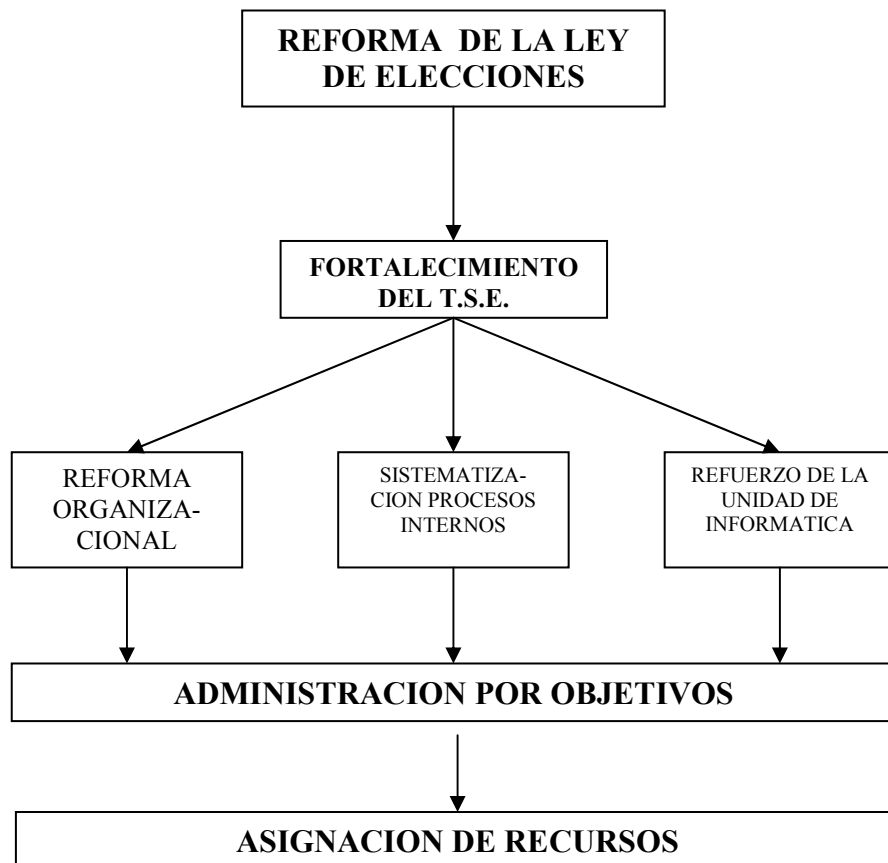 REFORMA DE LA LEY
DE ELECCIONES
FORTALECIMIENTO
DEL T.S.E.
REFORMA
ORGANIZA-
CIONAL
SISTEMATIZA-
CION PROCESOS
INTERNOS
REFUERZO DE LA
UNIDAD DE
INFORMATICA
ADMINISTRACION POR OBJETIVOS
ASIGNACION DE RECURSOS